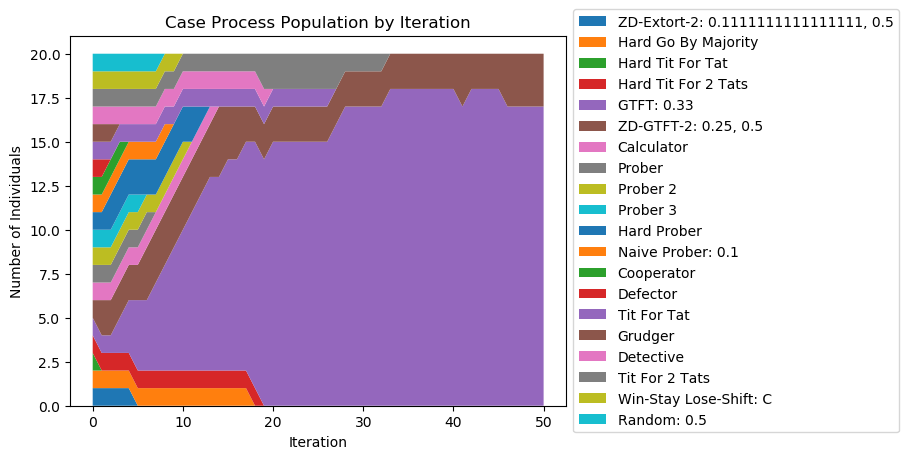 Case Process Population by Iteration
Number of Individuals
20.0
17.5
15.0
12.5
10.0
7.5
5.0
2.5
0.0
0
10
20
30
40
50
Iteration
ZD-Extort-2: 0.1111111111111111, 0.5
Hard Go By Majority
Hard Tit For Tat
Hard Tit For 2 Tats
GTFT: 0.33
ZD-GTFT-2: 0.25, 0.5
Calculator
Prober
Prober 2
Prober 3
Hard Prober
Naive Prober: 0.1
Cooperator
Defector
Tit For Tat
Grudger
Detective
Tit For 2 Tats
Win-Stay Lose-Shift: C
Random: 0.5